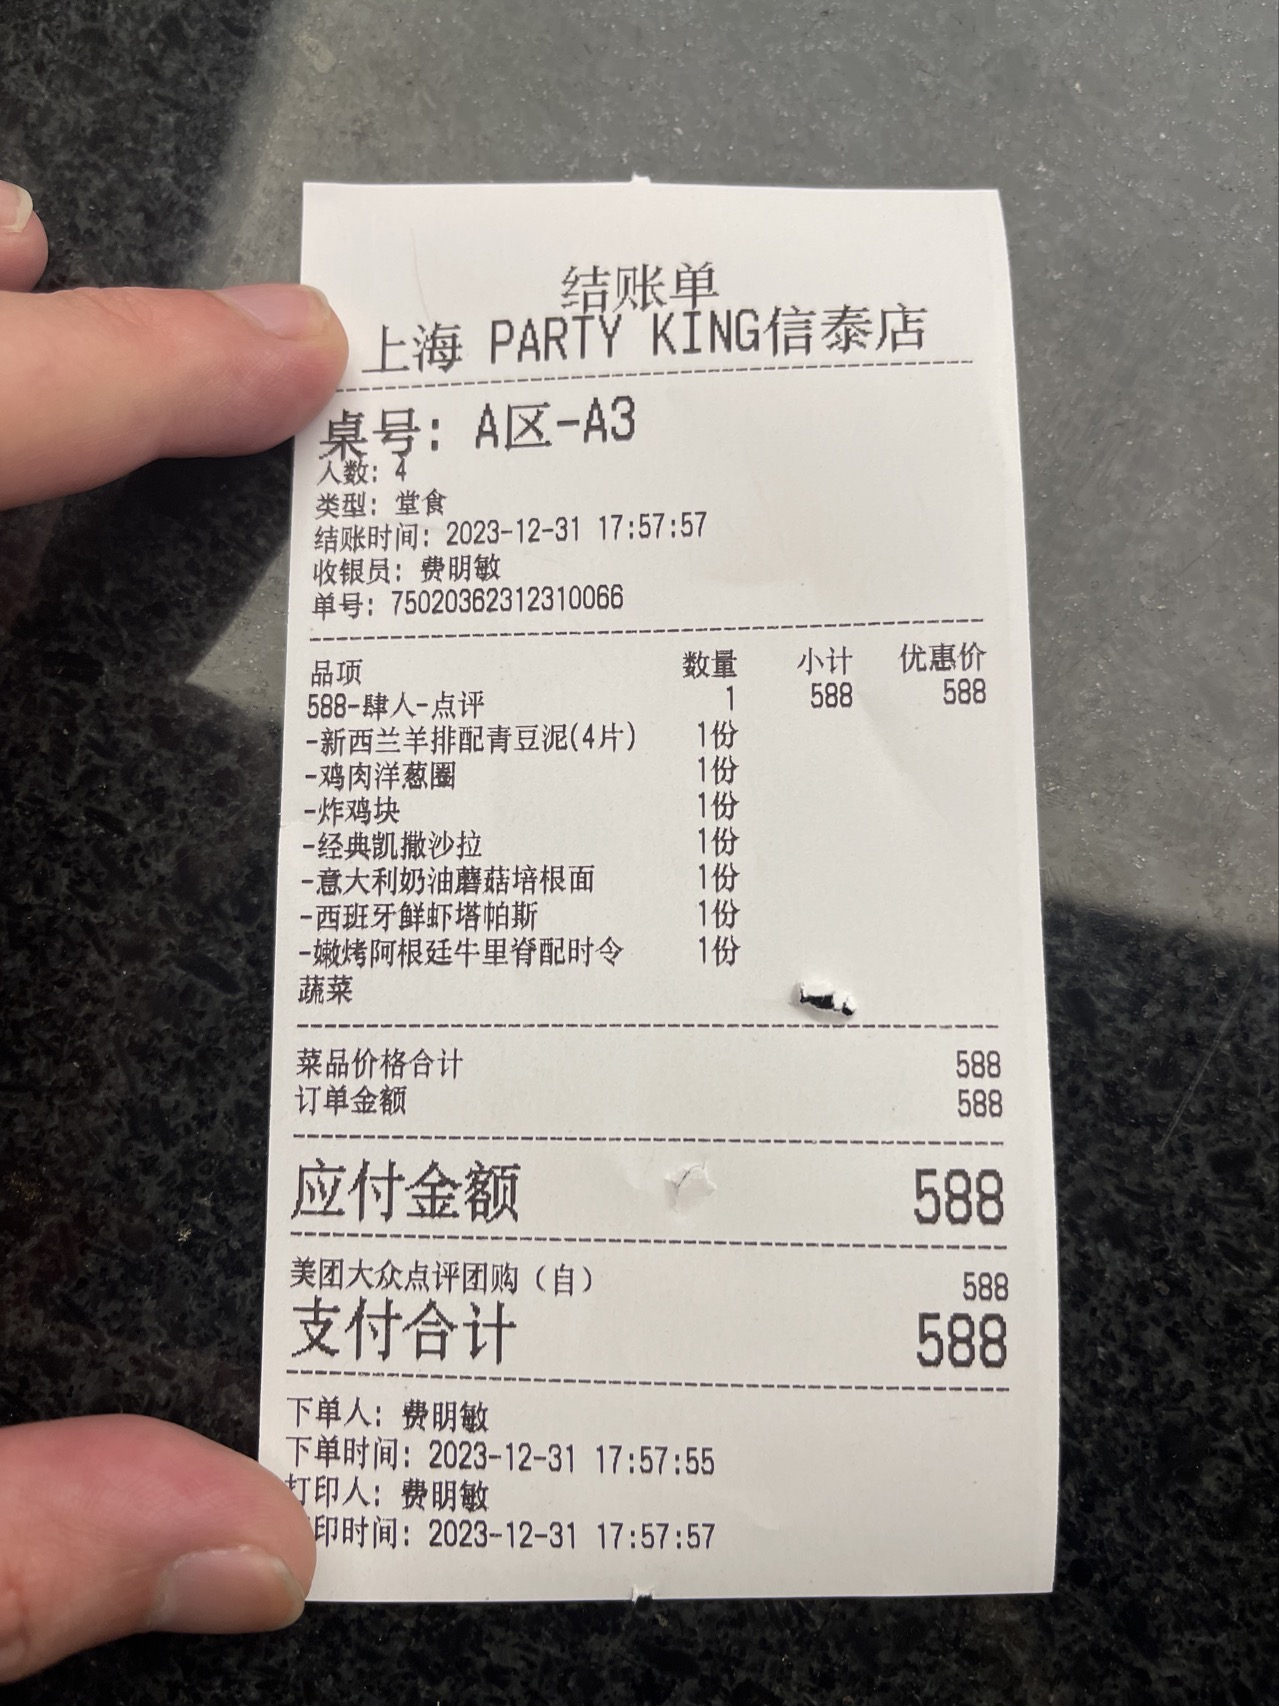 结账单
上海 PARTY KING信泰店
桌号: A区-A3
人数: 4
类型: 堂食
结账时间: 2023-12-31 17:57:57
收银员: 费明敏
单号: 75020362312310066
品项 数量 小计 优惠价
588-肆人-点评 1 588 588
-新西兰羊排配青豆泥(4片) 1份
-鸡肉洋葱圈 1份
-炸鸡块 1份
-经典凯撒沙拉 1份
-意大利奶油蘑菇培根面 1份
-西班牙鲜虾塔帕斯 1份
-嫩烤阿根廷牛里脊配时令 1份
蔬菜
菜品价格合计 588
订单金额 588
应付金额 588
美团大众点评团购（自） 588
支付合计 588
下单人: 费明敏
下单时间: 2023-12-31 17:57:55
打印人: 费明敏
印时间: 2023-12-31 17:57:57